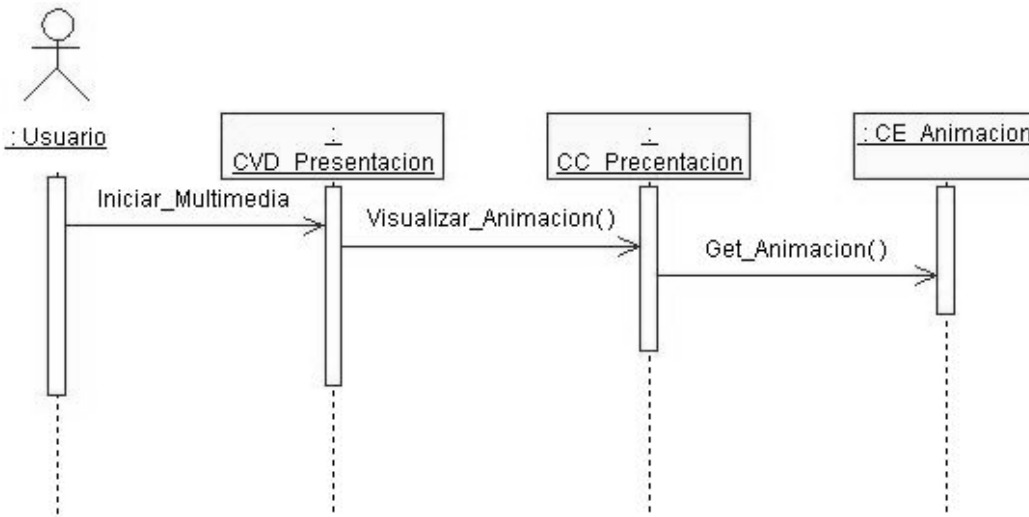 : Usuario
:
CVD_Presentacion
:
CC_Precentacion
: CE_Animacion
Iniciar_Multimedia
Visualizar_Animacion()
Get_Animacion()